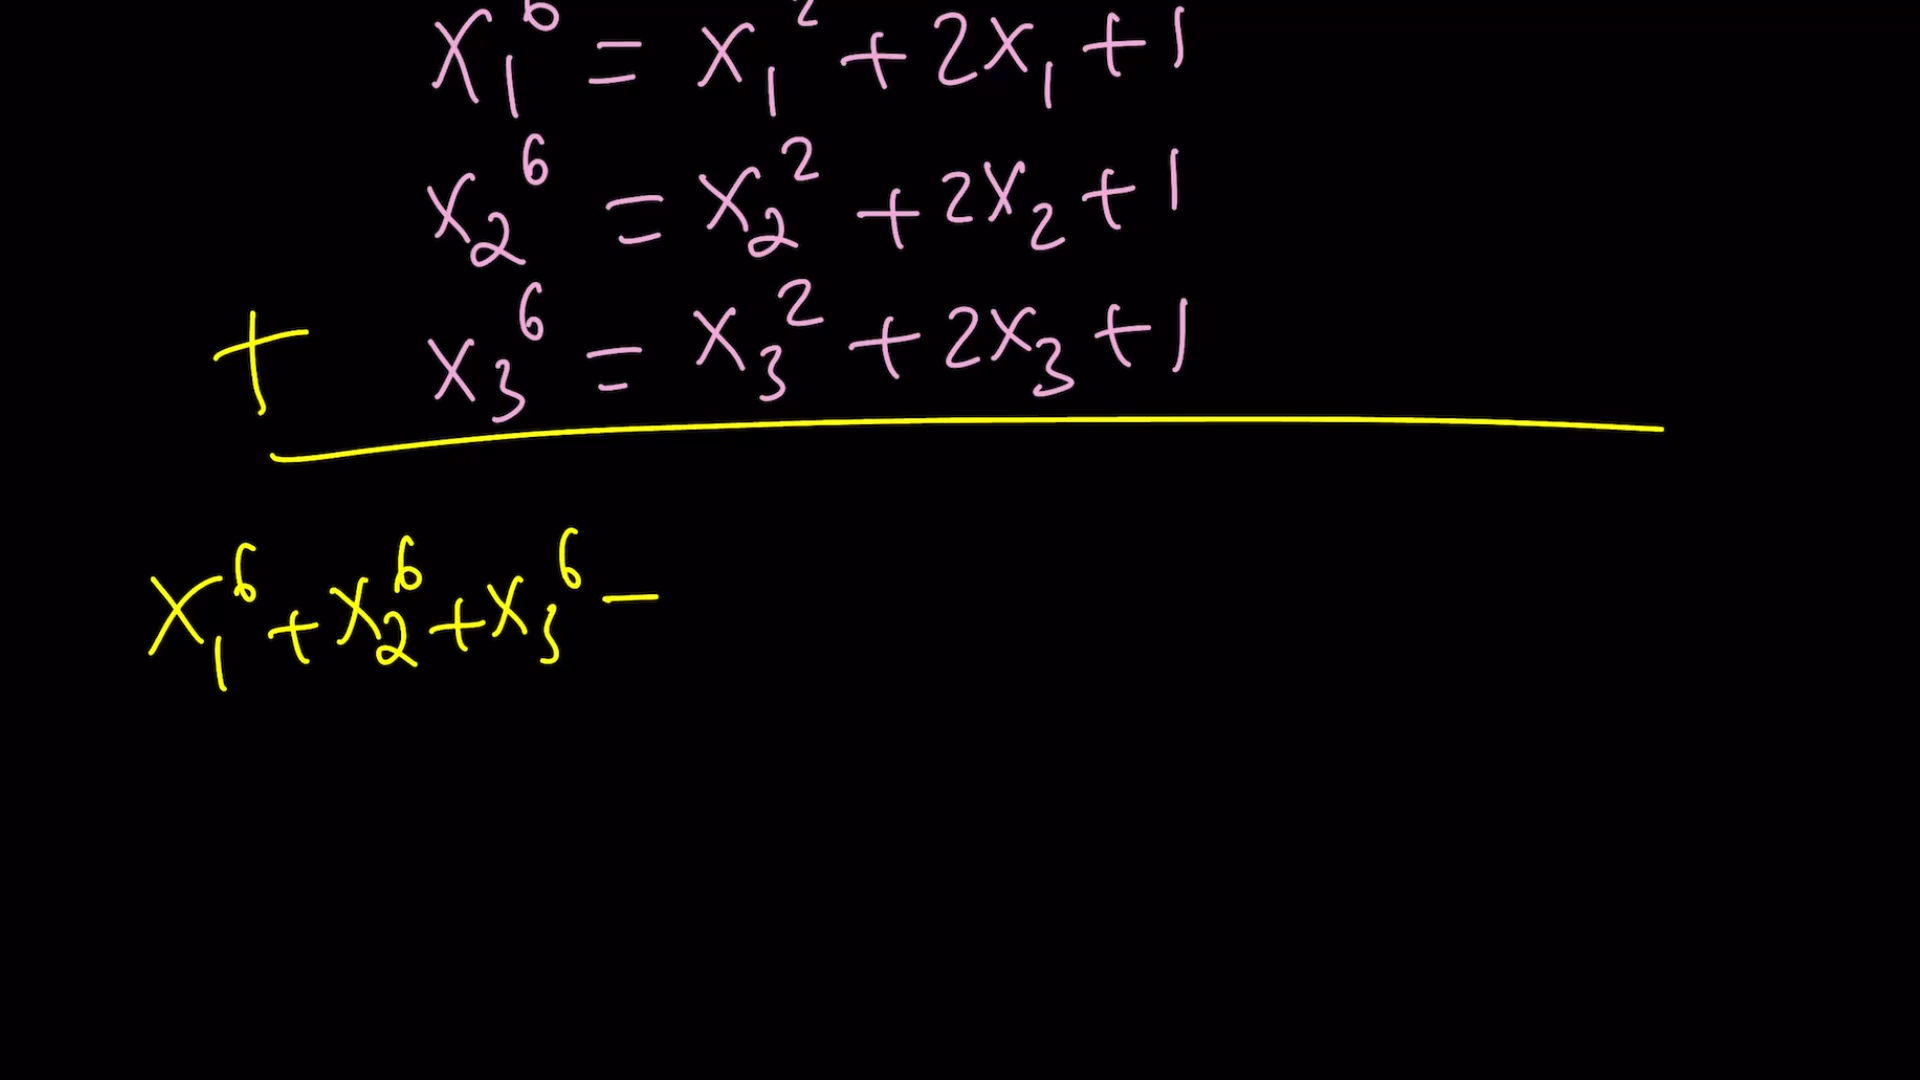 x₁⁶ = x₁² + 2x₁ + 1
x₂⁶ = x₂² + 2x₂ + 1
+ x₃⁶ = x₃² + 2x₃ + 1
x₁⁶ + x₂⁶ + x₃⁶ −